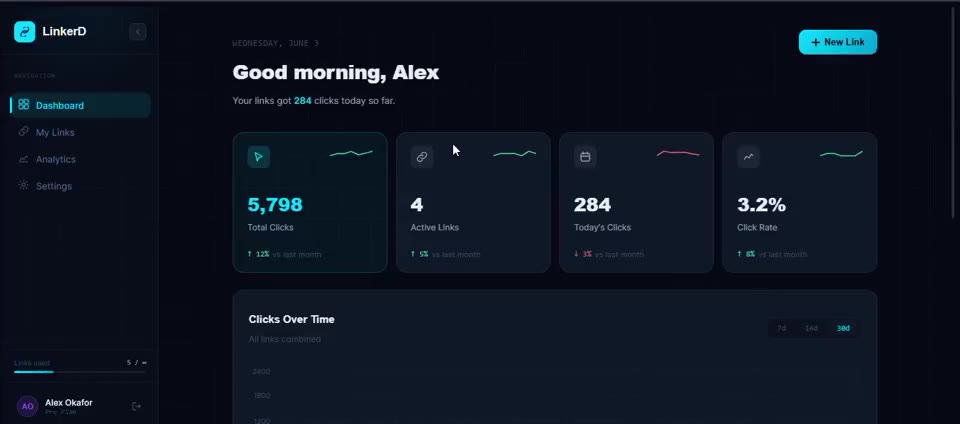 LinkerD
NAVIGATION
Dashboard
My Links
Analytics
Settings
Links used
5 / ∞
AO
Alex Okafor
Pro Plan
WEDNESDAY, JUNE 3
+ New Link
Good morning, Alex
Your links got 284 clicks today so far.
5,798
Total Clicks
↑ 12% vs last month
4
Active Links
↑ 5% vs last month
284
Today's Clicks
↓ 3% vs last month
3.2%
Click Rate
↑ 8% vs last month
Clicks Over Time
All links combined
7d
14d
30d
2400
1800
1200